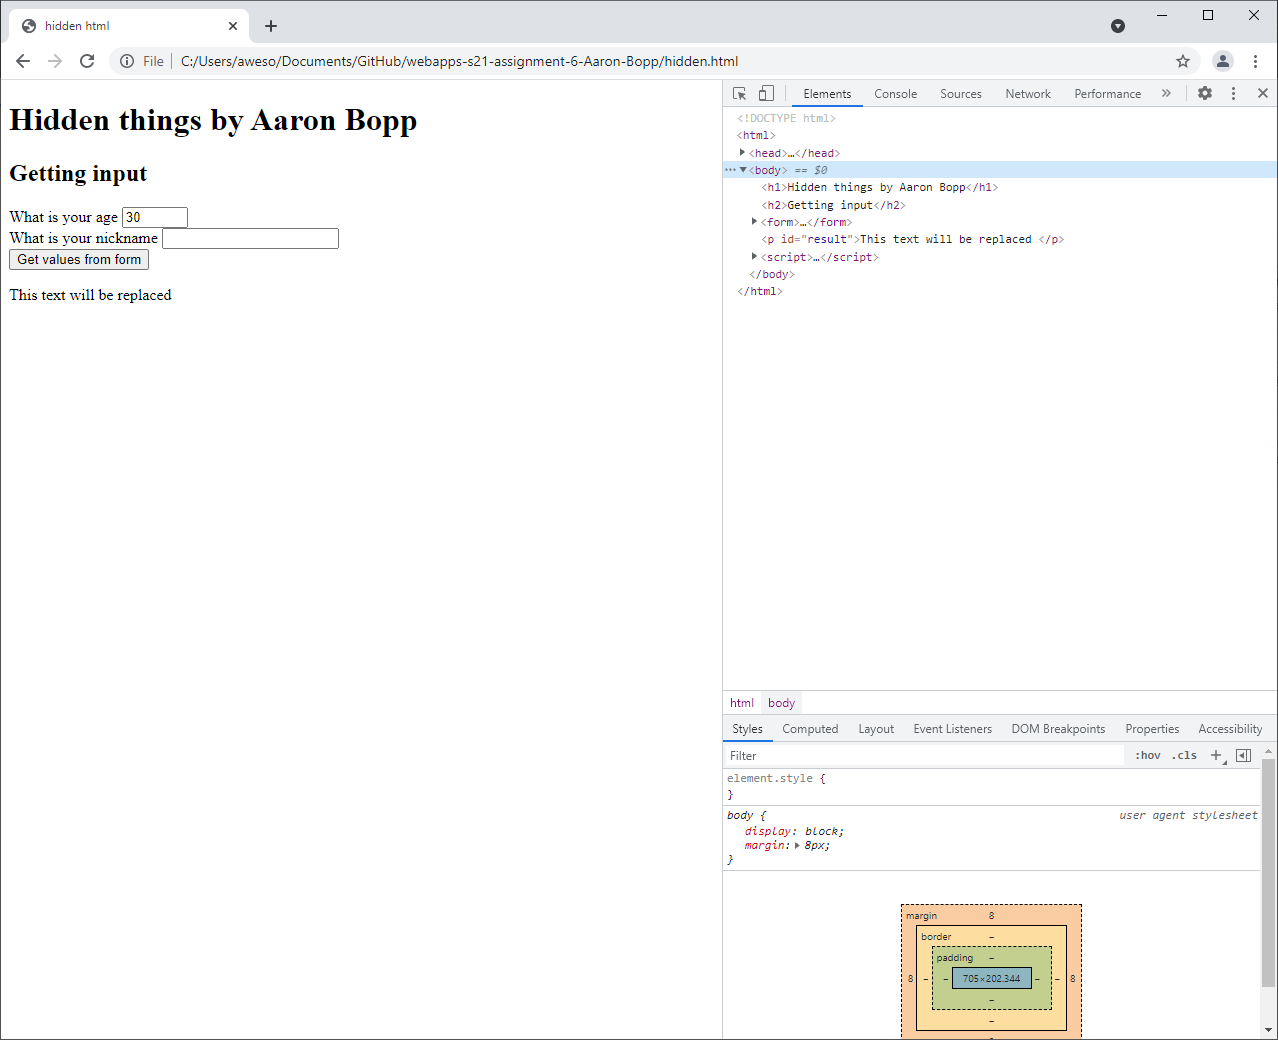 hidden html
File C:/Users/aweso/Documents/GitHub/webapps-s21-assignment-6-Aaron-Bopp/hidden.html
Hidden things by Aaron Bopp
Getting input
What is your age 30
What is your nickname
Get values from form
This text will be replaced
Elements Console Sources Network Performance »
<!DOCTYPE html>
<html>
<head>…</head>
<body> == $0
<h1>Hidden things by Aaron Bopp</h1>
<h2>Getting input</h2>
<form>…</form>
<p id="result">This text will be replaced </p>
<script>…</script>
</body>
</html>
html body
Styles Computed Layout Event Listeners DOM Breakpoints Properties Accessibility
Filter :hov .cls +
element.style {
}
body { user agent stylesheet
display: block;
margin: 8px;
}
margin 8
border –
padding –
8 – – 705×202.344 – – 8
–
–